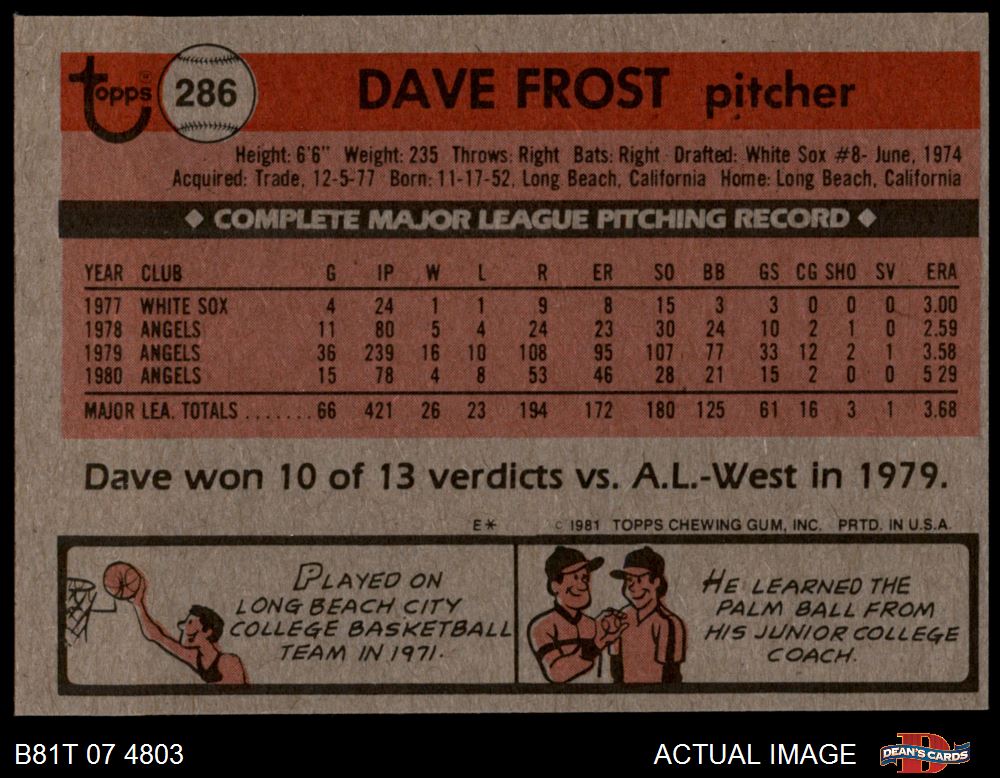 Topps® 286 DAVE FROST pitcher
Height: 6'6" Weight: 235 Throws: Right Bats: Right Drafted: White Sox #8- June, 1974
Acquired: Trade, 12-5-77 Born: 11-17-52, Long Beach, California Home: Long Beach, California
◆ COMPLETE MAJOR LEAGUE PITCHING RECORD ◆
YEAR CLUB G IP W L R ER SO BB GS CG SHO SV ERA
1977 WHITE SOX 4 24 1 1 9 8 15 3 3 0 0 0 3.00
1978 ANGELS 11 80 5 4 24 23 30 24 10 2 1 0 2.59
1979 ANGELS 36 239 16 10 108 95 107 77 33 12 2 1 3.58
1980 ANGELS 15 78 4 8 53 46 28 21 15 2 0 0 5 29
MAJOR LEA. TOTALS ....... 66 421 26 23 194 172 180 125 61 16 3 1 3.68
Dave won 10 of 13 verdicts vs. A.L.-West in 1979.
E* © 1981 TOPPS CHEWING GUM, INC. PRTD. IN U.S.A.
PLAYED ON
LONG BEACH CITY
COLLEGE BASKETBALL
TEAM IN 1971.
HE LEARNED THE
PALM BALL FROM
HIS JUNIOR COLLEGE
COACH.
B81T 07 4803 ACTUAL IMAGE DEAN'S CARDS